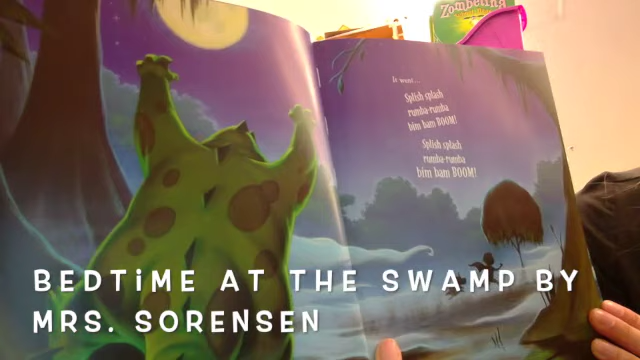 Zombelina
It went...
Splish splash
rumba-rumba
bim bam BOOM!
Splish splash
rumba-rumba
bim bam BOOM!
BEDTiME AT THE SWAMP BY
MRS. SORENSEN